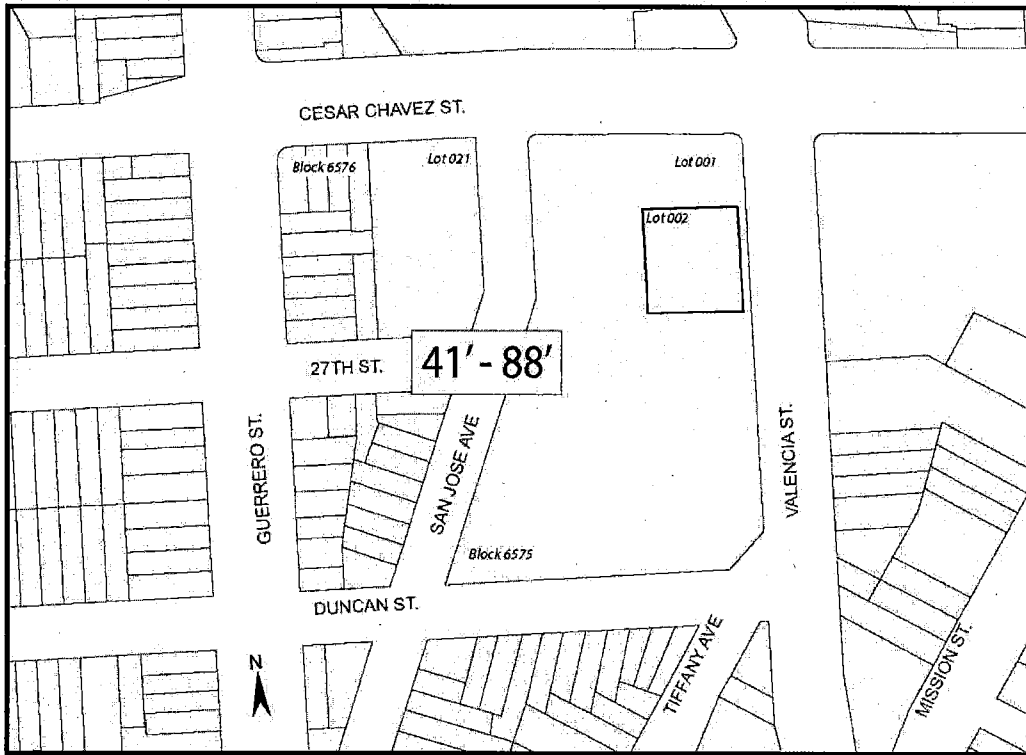 CESAR CHAVEZ ST.
Block 6576
Lot 021
Lot 001
Lot 002
27TH ST.
41' - 88'
GUERRERO ST.
SAN JOSE AVE
VALENCIA ST.
Block 6575
DUNCAN ST.
TIFFANY AVE
MISSION ST.
N